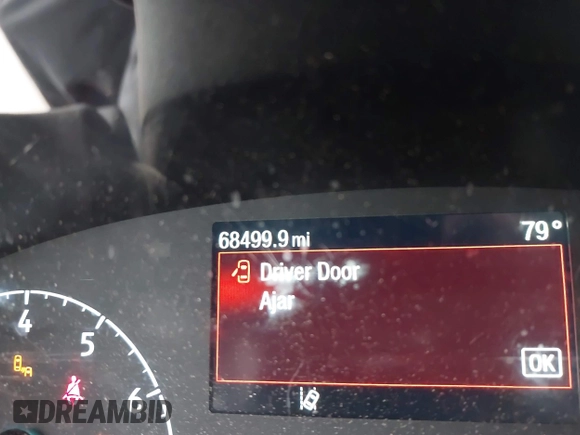 68499.9 mi 79°
Driver Door
Ajar
OK
4
5
6
DREAMBID